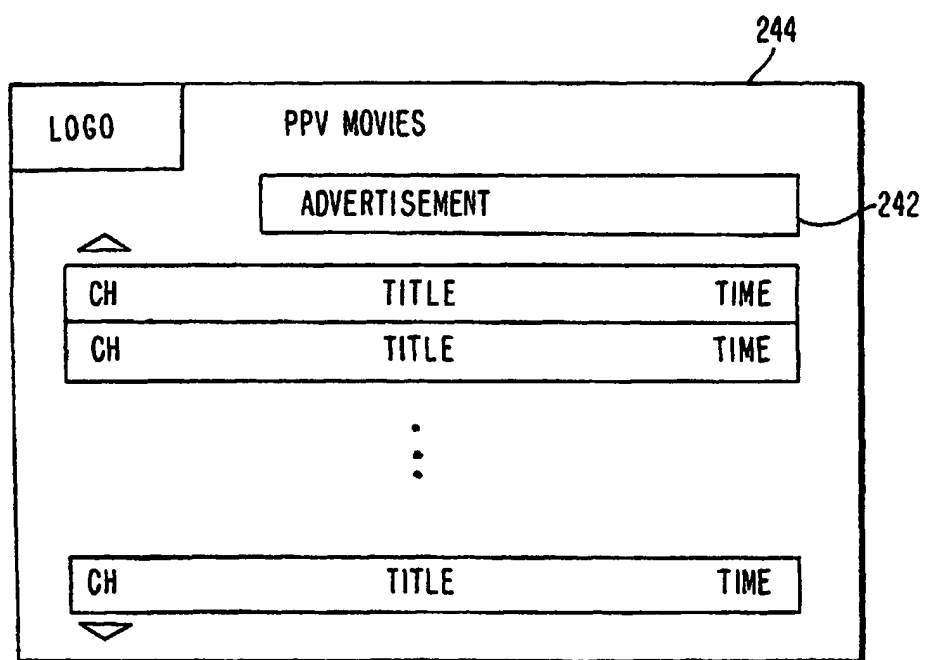 244
LOGO
PPV MOVIES
ADVERTISEMENT
242
CH TITLE TIME
CH TITLE TIME
CH TITLE TIME